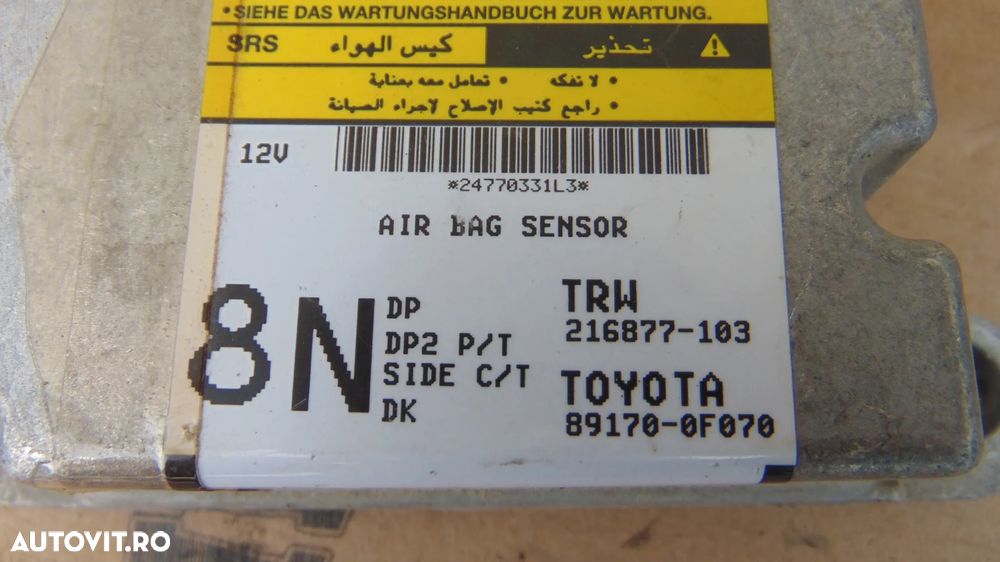 •SIEHE DAS WARTUNGSHANDBUCH ZUR WARTUNG.
SRS كيس الهواء تحذير
• لا تفكه • تعامل معه بعناية
• راجع كتيب الإصلاح لاجراء الصيانة
12V
*24770331L3*
AIR BAG SENSOR
8N
DP
DP2 P/T
SIDE C/T
DK
TRW
216877-103
TOYOTA
89170-0F070
AUTOVIT.RO